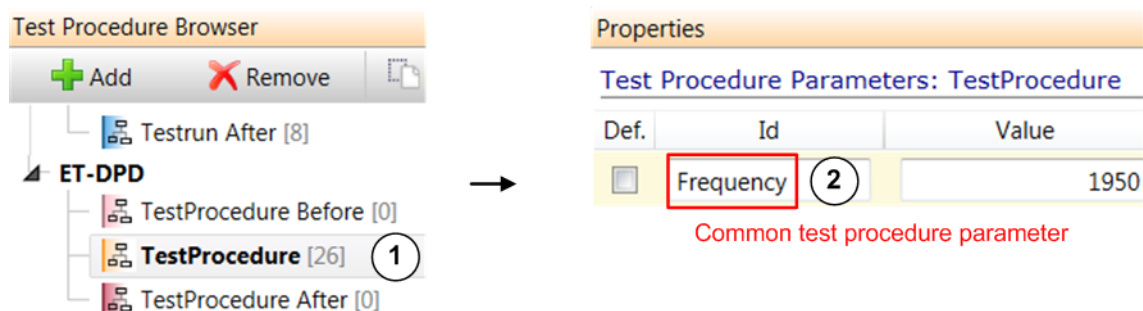 Test Procedure Browser
Add Remove
Testrun After [8]
ET-DPD
TestProcedure Before [0]
TestProcedure [26] 1
TestProcedure After [0]
Properties
Test Procedure Parameters: TestProcedure
Def. Id Value
Frequency 2 1950
Common test procedure parameter